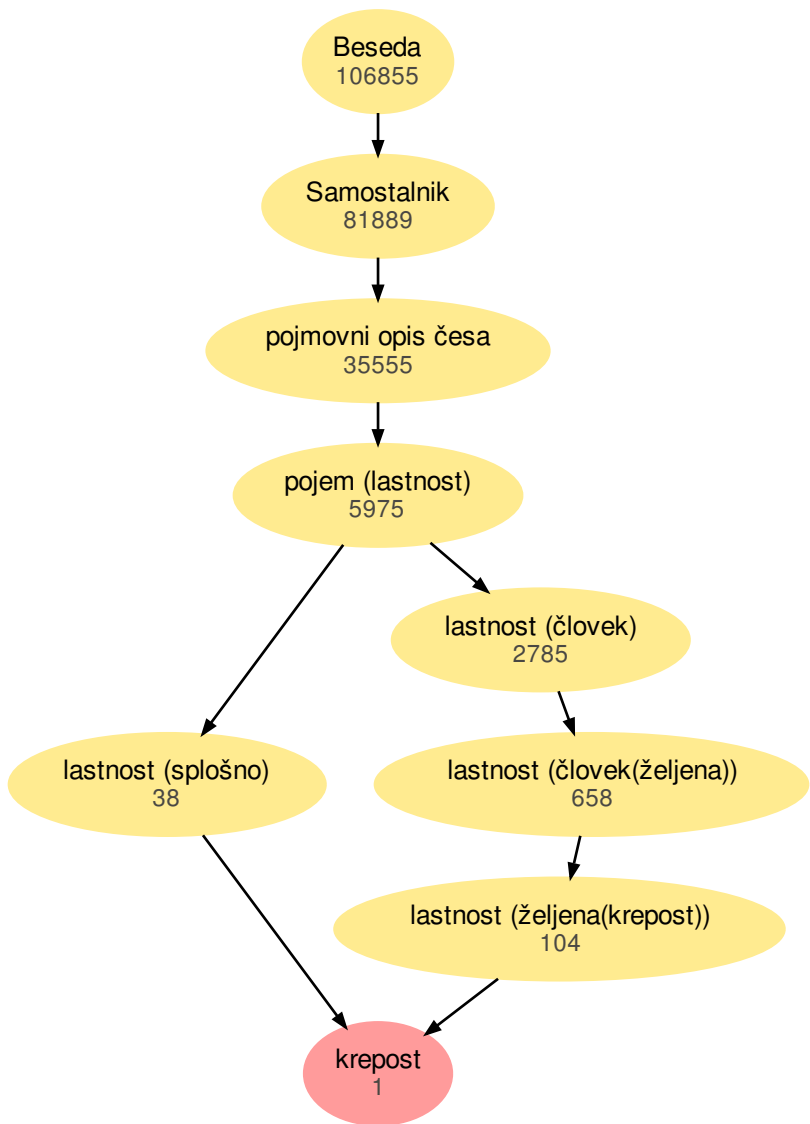 Beseda
106855
Samostalnik
81889
pojmovni opis česa
35555
pojem (lastnost)
5975
lastnost (človek)
2785
lastnost (splošno)
38
lastnost (človek(željena))
658
lastnost (željena(krepost))
104
krepost
1